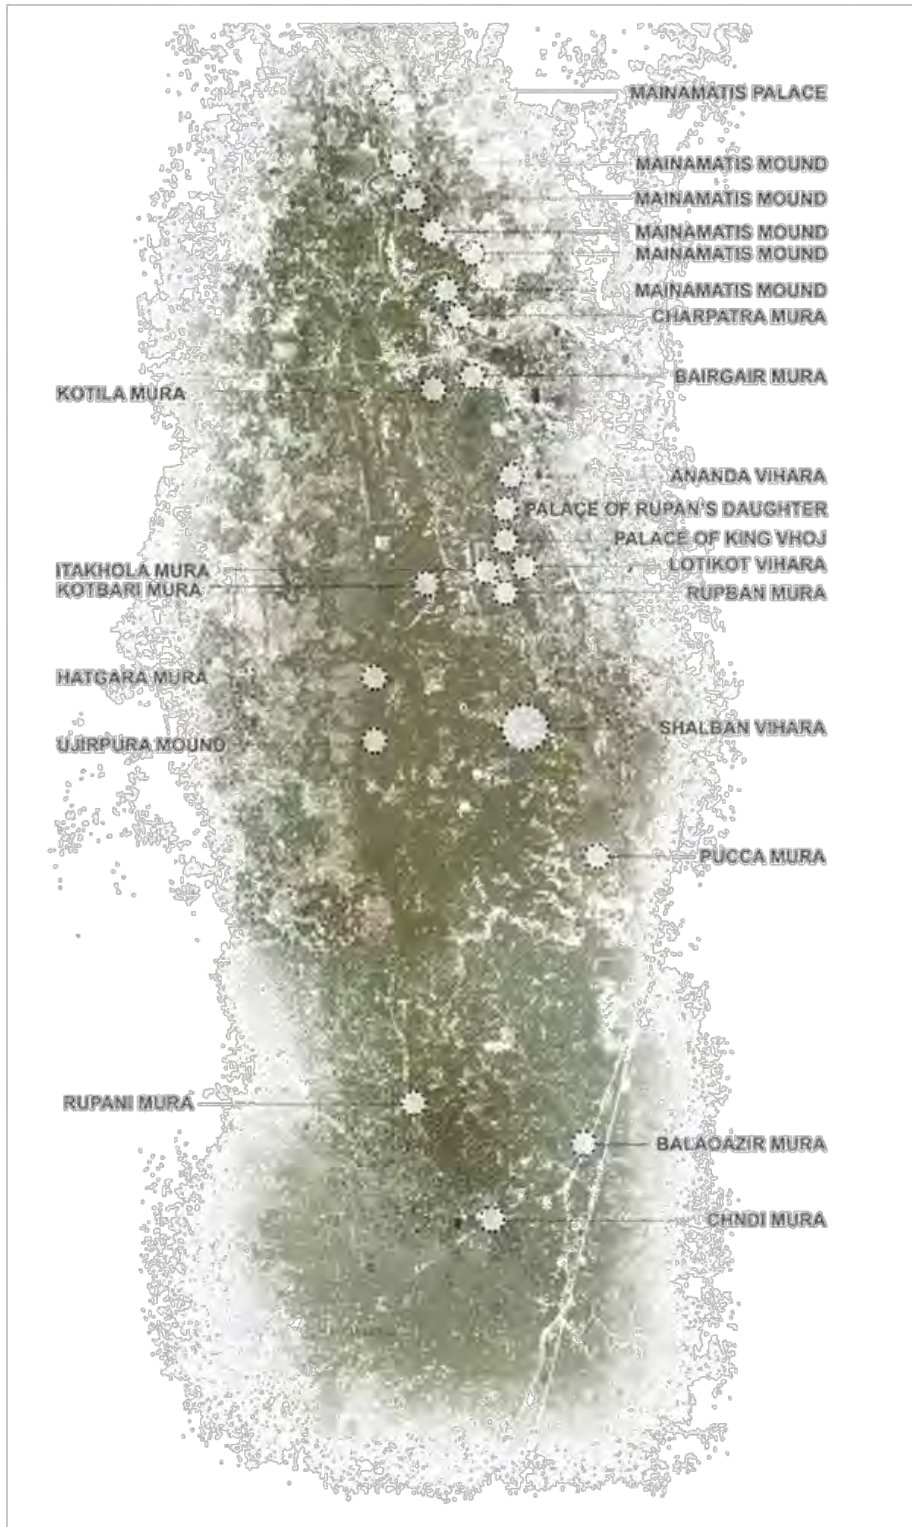 MAINAMATIS PALACE
MAINAMATIS MOUND
MAINAMATIS MOUND
MAINAMATIS MOUND
MAINAMATIS MOUND
MAINAMATIS MOUND
CHARPATRA MURA
BAIRGAIR MURA
KOTILA MURA
ANANDA VIHARA
PALACE OF RUPAN'S DAUGHTER
PALACE OF KING VHOJ
LOTIKOT VIHARA
ITAKHOLA MURA
KOTBARI MURA
RUPBAN MURA
HATGARA MURA
SHALBAN VIHARA
UJIRPURA MOUND
PUCCA MURA
RUPANI MURA
BALAQAZIR MURA
CHNDI MURA